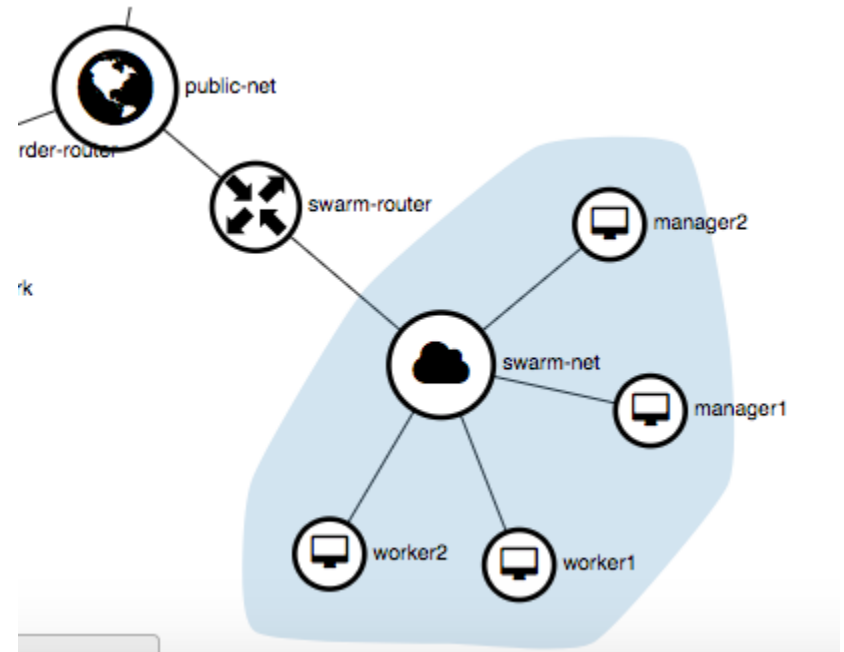 public-net
rder-router
swarm-router
manager2
rk
swarm-net
manager1
worker2
worker1